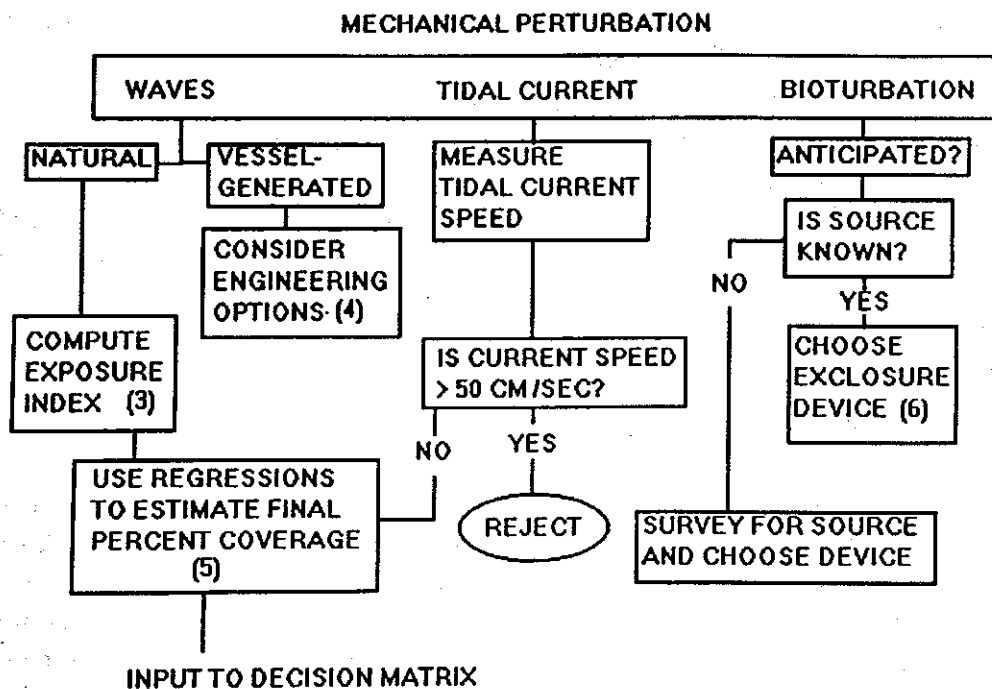 MECHANICAL PERTURBATION
WAVES
TIDAL CURRENT
BIOTURBATION
NATURAL
VESSEL-
GENERATED
MEASURE
TIDAL CURRENT
SPEED
ANTICIPATED?
CONSIDER
ENGINEERING
OPTIONS· (4)
IS SOURCE
KNOWN?
NO
YES
COMPUTE
EXPOSURE
INDEX (3)
IS CURRENT SPEED
> 50 CM/SEC?
CHOOSE
EXCLOSURE
DEVICE (6)
NO
YES
USE REGRESSIONS
TO ESTIMATE FINAL
PERCENT COVERAGE
(5)
REJECT
SURVEY FOR SOURCE
AND CHOOSE DEVICE
INPUT TO DECISION MATRIX